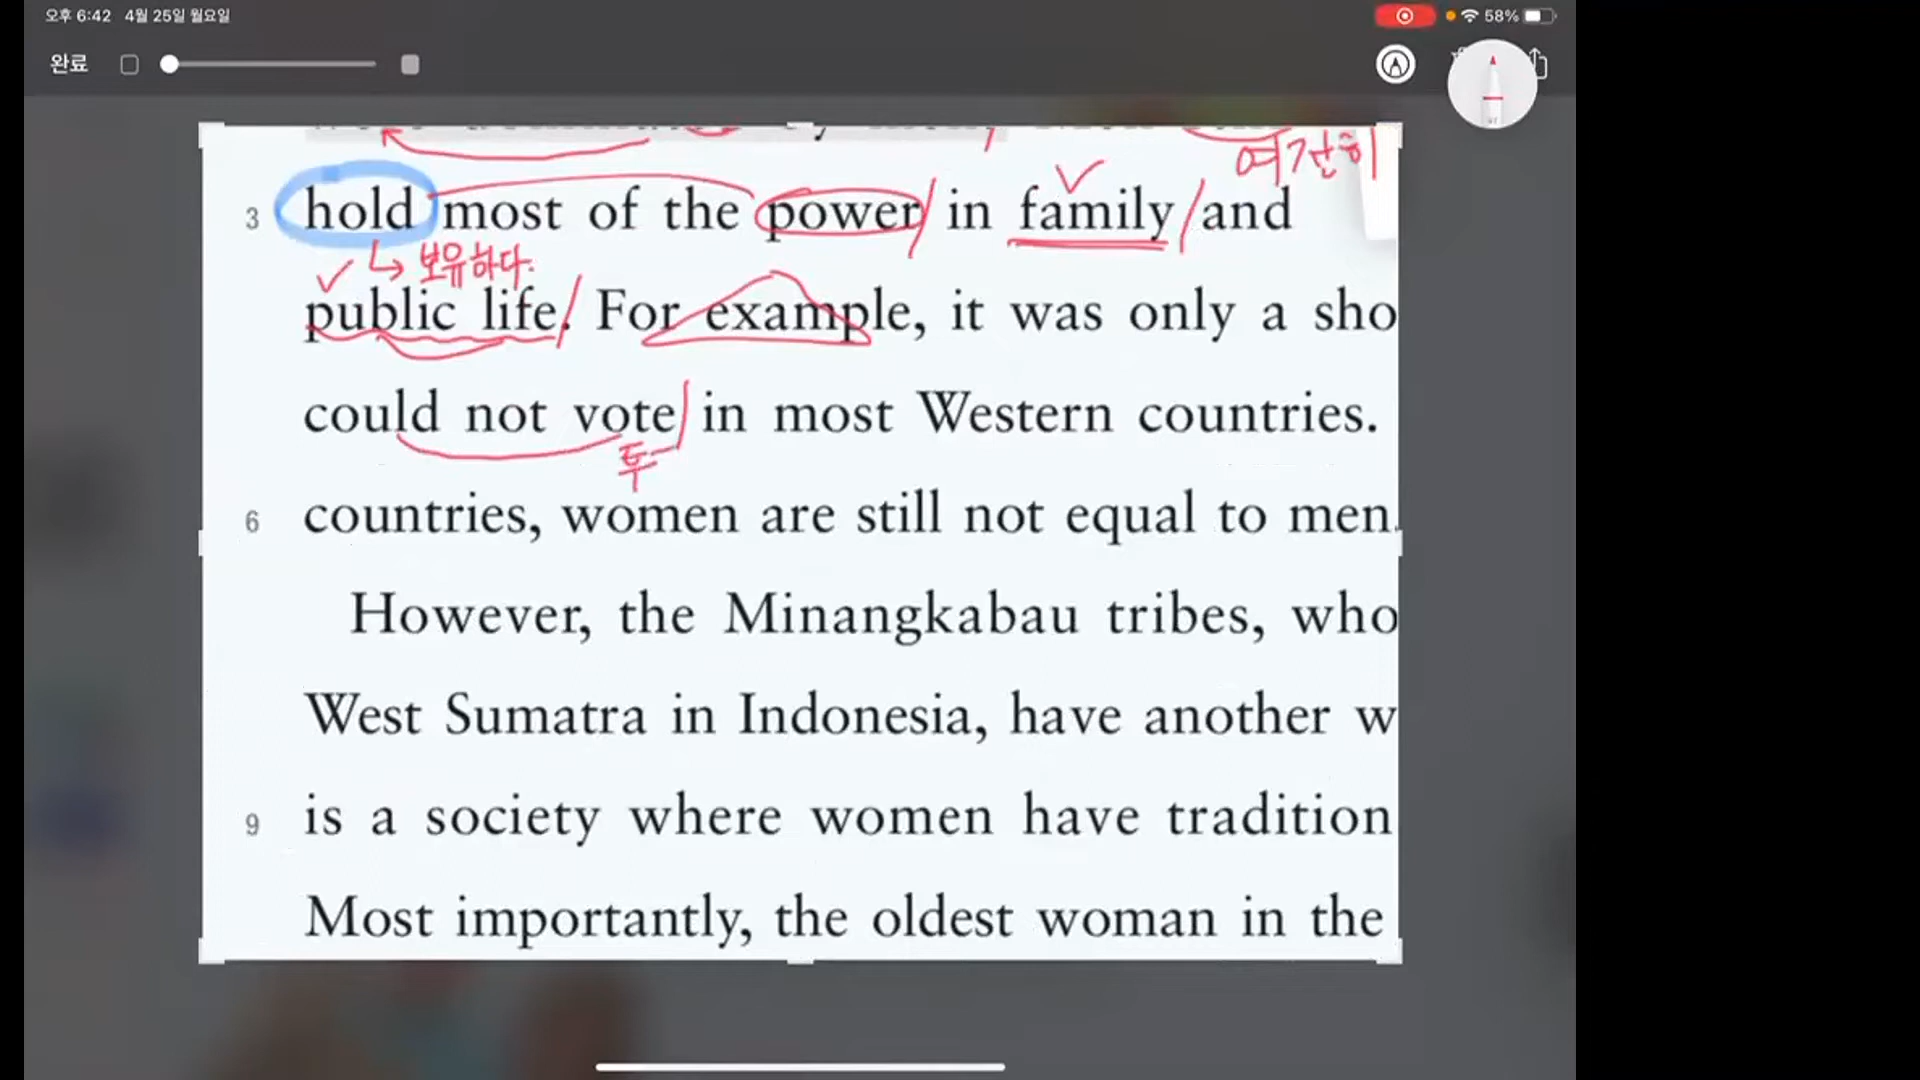 오후 6:42 4월 25일 월요일
58%
완료
여전히
3 hold most of the power in family and
보유하다.
public life. For example, it was only a sho
could not vote in most Western countries.
투
6 countries, women are still not equal to men.
However, the Minangkabau tribes, who
West Sumatra in Indonesia, have another w
9 is a society where women have tradition
Most importantly, the oldest woman in the